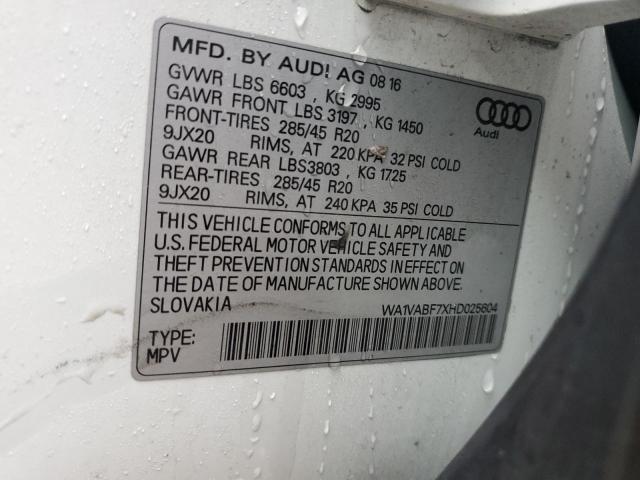 MFD. BY AUDI AG 08 16
GVWR LBS 6603 , KG 2995
GAWR FRONT LBS 3197 , KG 1450
FRONT-TIRES 285/45 R20
9JX20 RIMS, AT 220 KPA 32 PSI COLD
GAWR REAR LBS3803 , KG 1725
REAR-TIRES 285/45 R20
9JX20 RIMS, AT 240 KPA 35 PSI COLD
Audi
THIS VEHICLE CONFORMS TO ALL APPLICABLE
U.S. FEDERAL MOTOR VEHICLE SAFETY AND
THEFT PREVENTION STANDARDS IN EFFECT ON
THE DATE OF MANUFACTURE SHOWN ABOVE.
SLOVAKIA WA1VABF7XHD025604
TYPE:
MPV